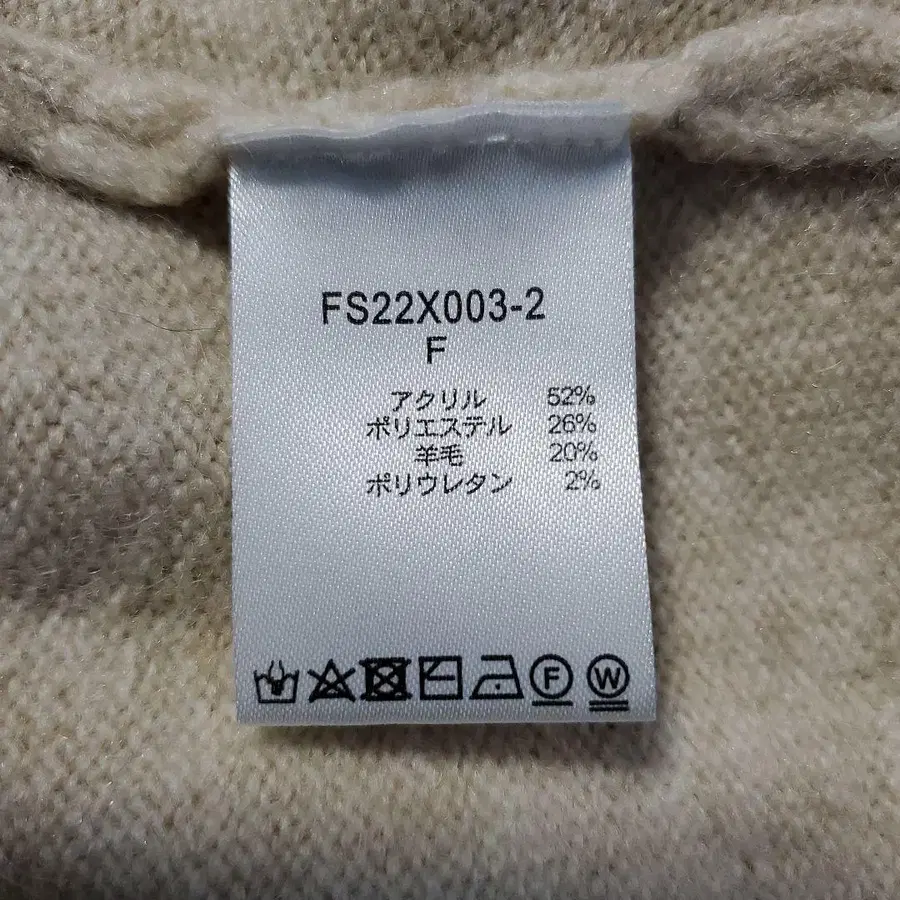 FS22X003-2
F
アクリル 52%
ポリエステル 26%
羊毛 20%
ポリウレタン 2%
F W